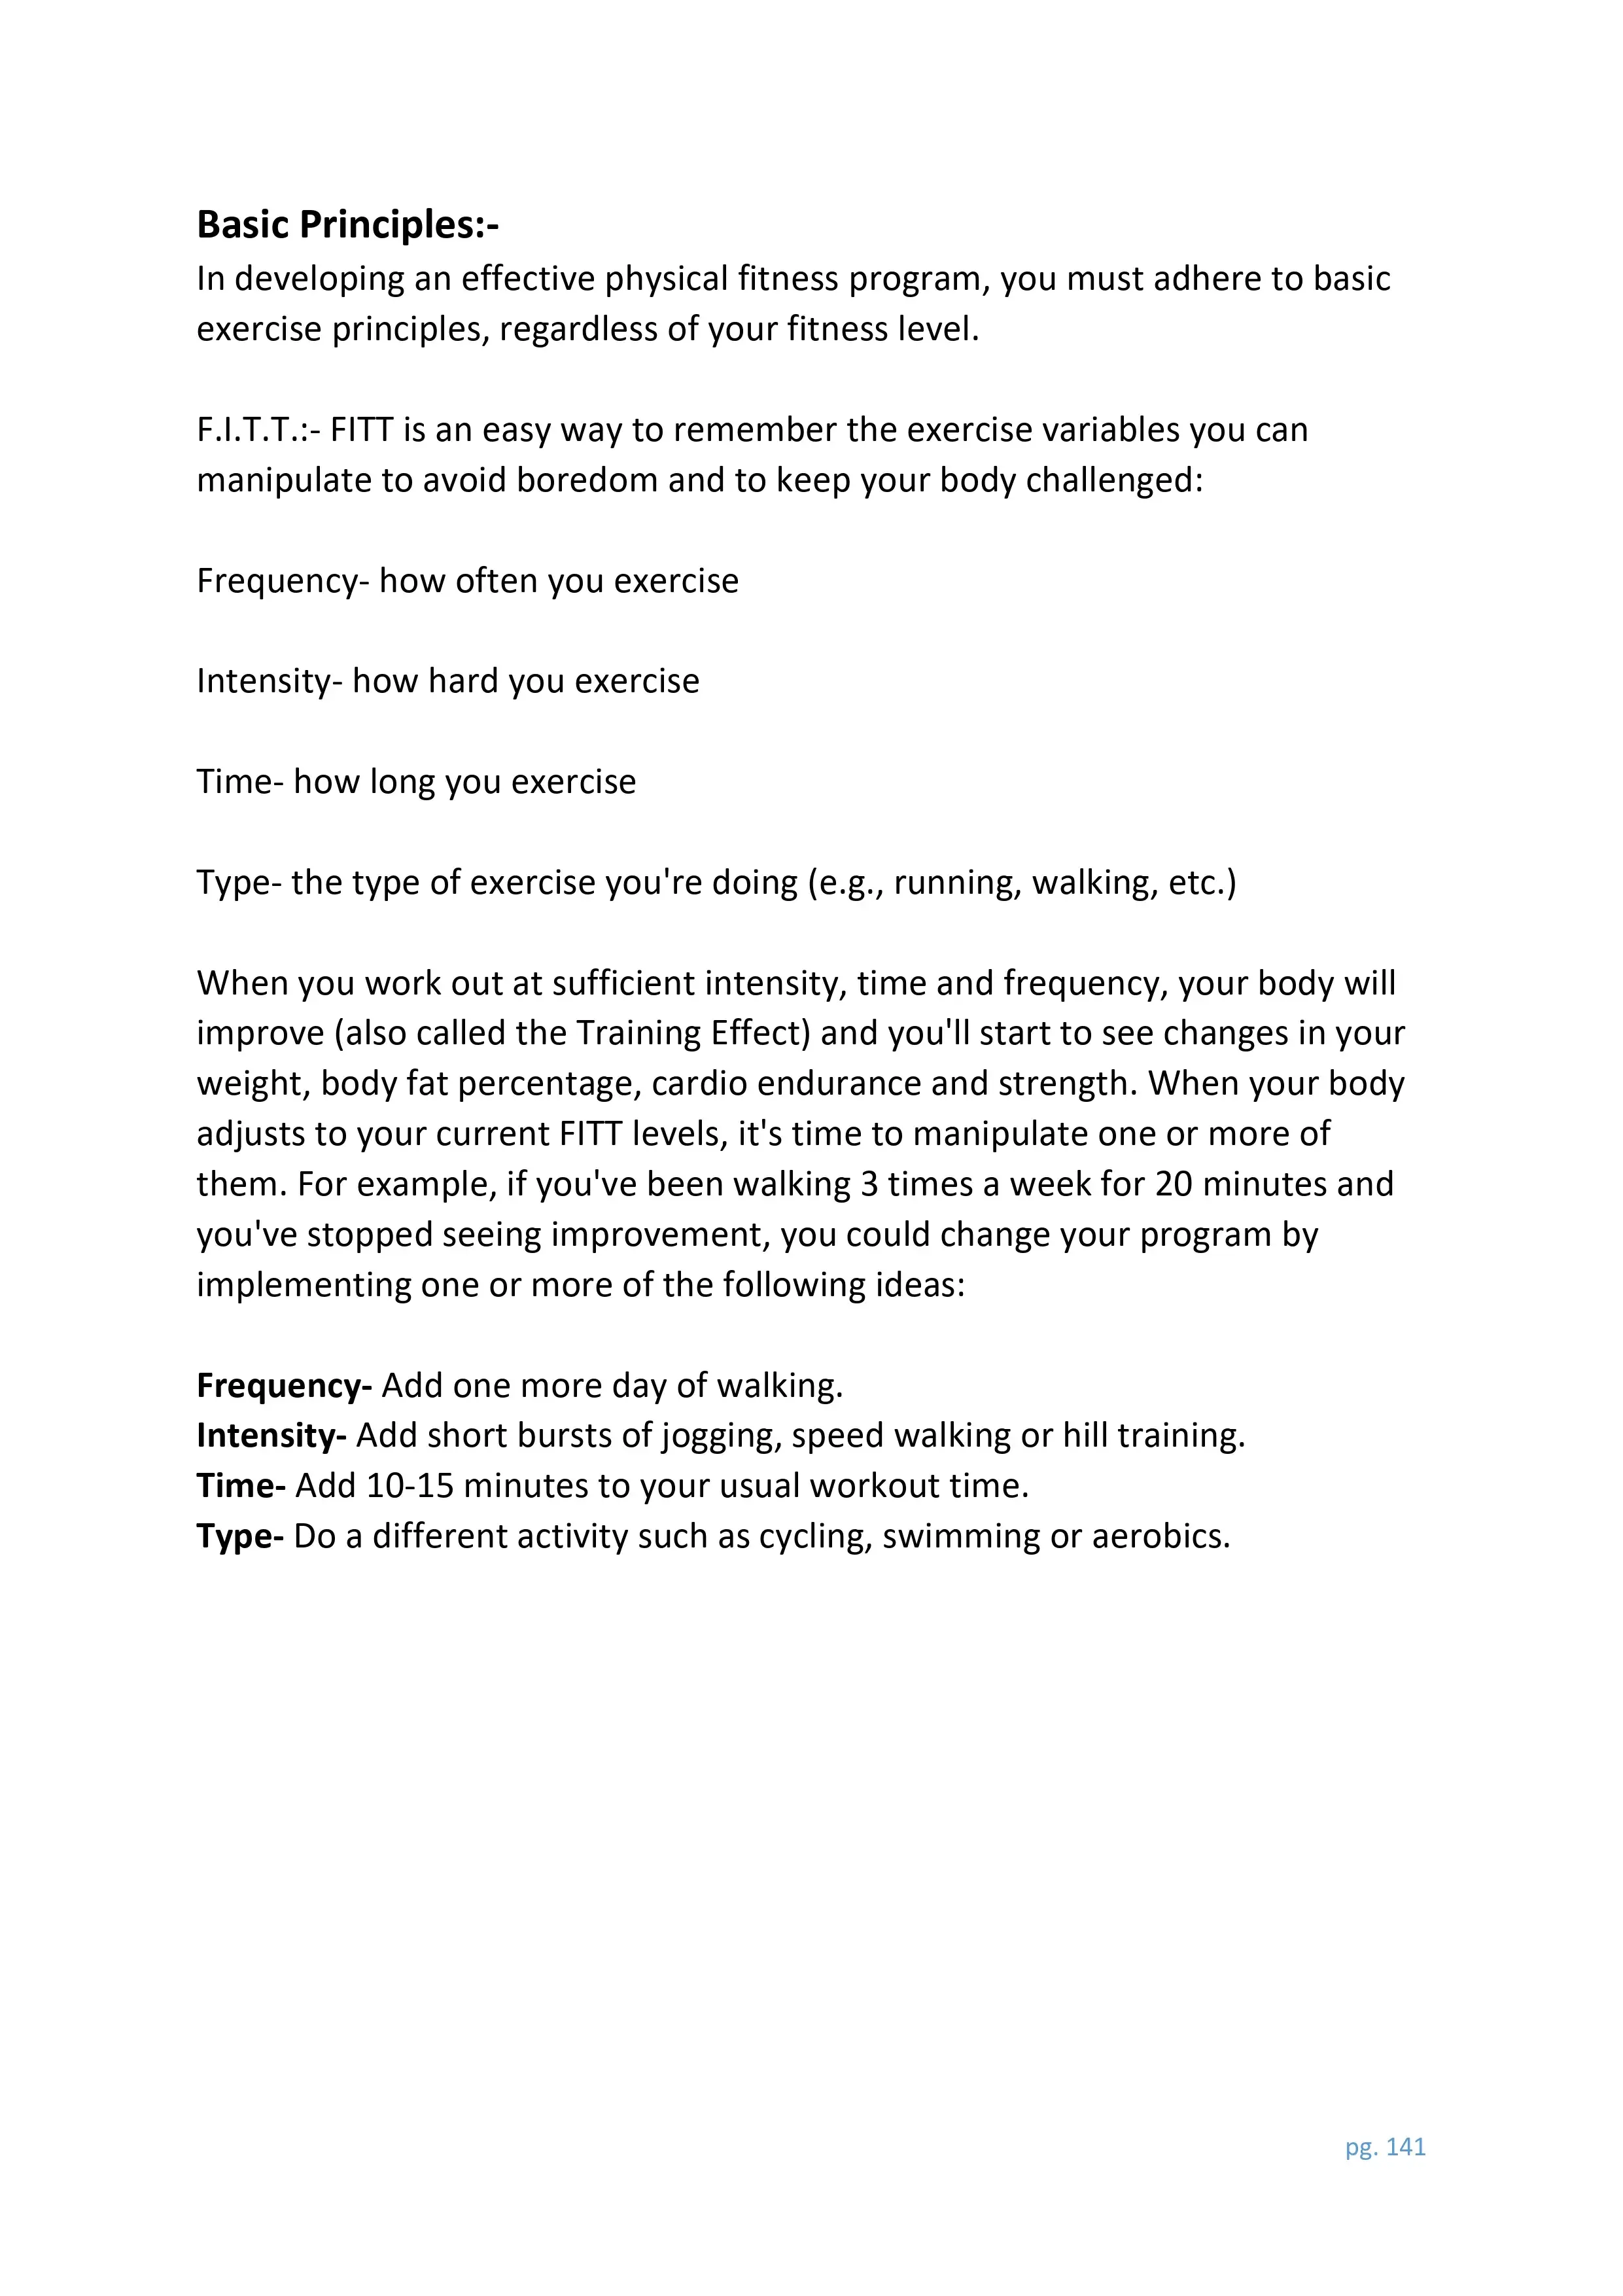 Basic Principles:-
In developing an effective physical fitness program, you must adhere to basic
exercise principles, regardless of your fitness level.
F.I.T.T.:- FITT is an easy way to remember the exercise variables you can
manipulate to avoid boredom and to keep your body challenged:
Frequency- how often you exercise
Intensity- how hard you exercise
Time- how long you exercise
Type- the type of exercise you're doing (e.g., running, walking, etc.)
When you work out at sufficient intensity, time and frequency, your body will
improve (also called the Training Effect) and you'll start to see changes in your
weight, body fat percentage, cardio endurance and strength. When your body
adjusts to your current FITT levels, it's time to manipulate one or more of
them. For example, if you've been walking 3 times a week for 20 minutes and
you've stopped seeing improvement, you could change your program by
implementing one or more of the following ideas:
Frequency- Add one more day of walking.
Intensity- Add short bursts of jogging, speed walking or hill training.
Time- Add 10-15 minutes to your usual workout time.
Type- Do a different activity such as cycling, swimming or aerobics.
pg. 141